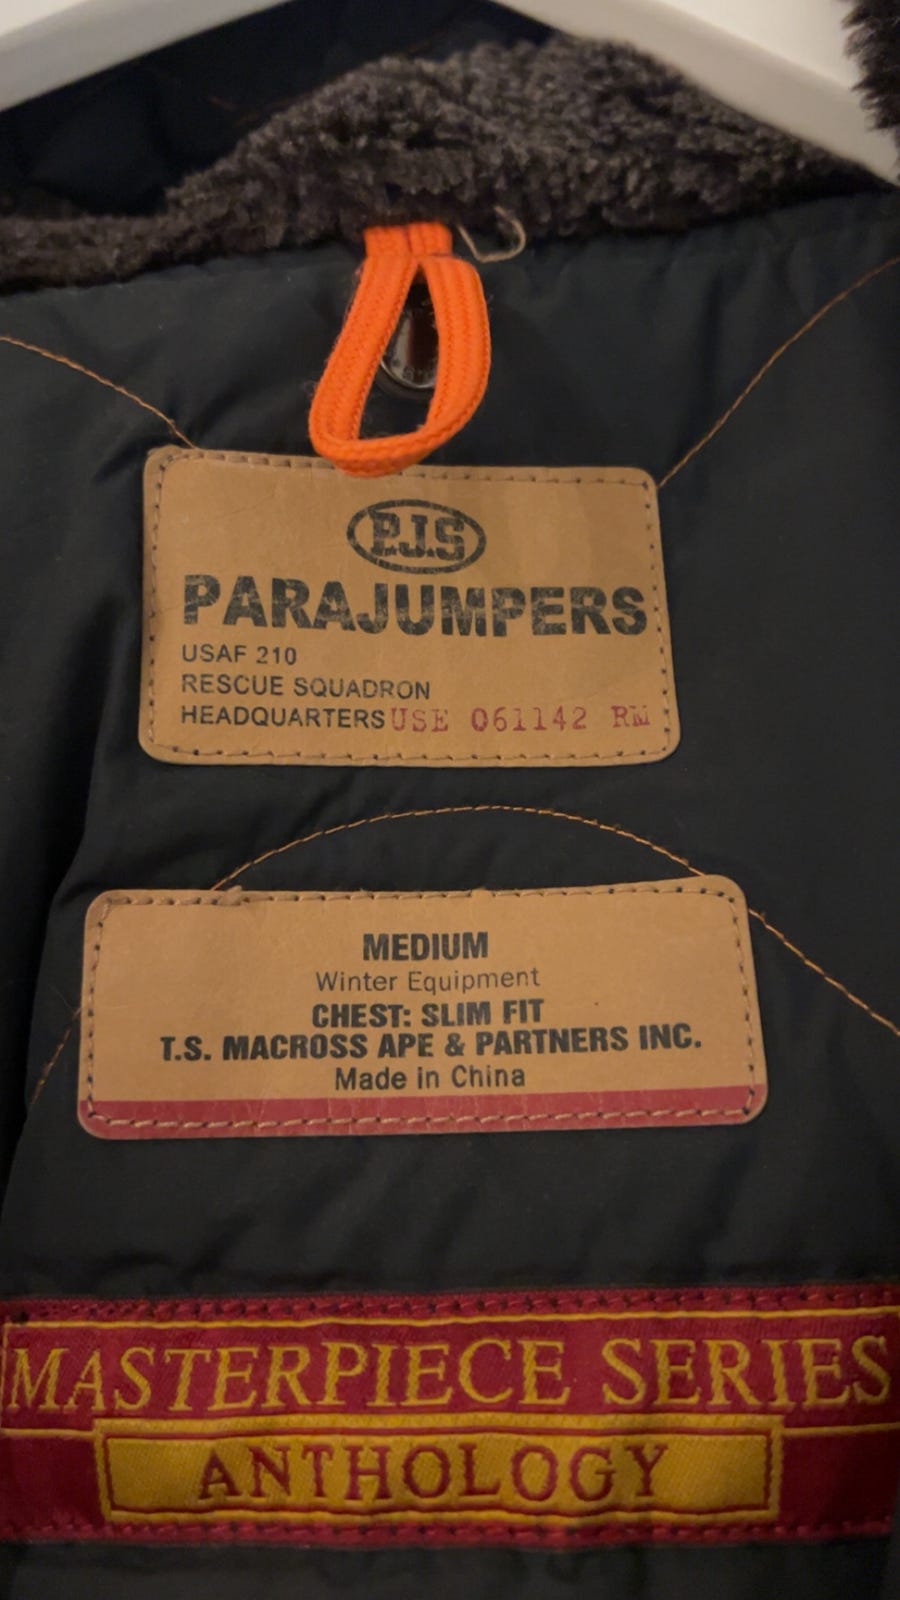 P.J.S
PARAJUMPERS
USAF 210
RESCUE SQUADRON
HEADQUARTERS USE 061142 RM
MEDIUM
Winter Equipment
CHEST: SLIM FIT
T.S. MACROSS APE & PARTNERS INC.
Made in China
MASTERPIECE SERIES
ANTHOLOGY